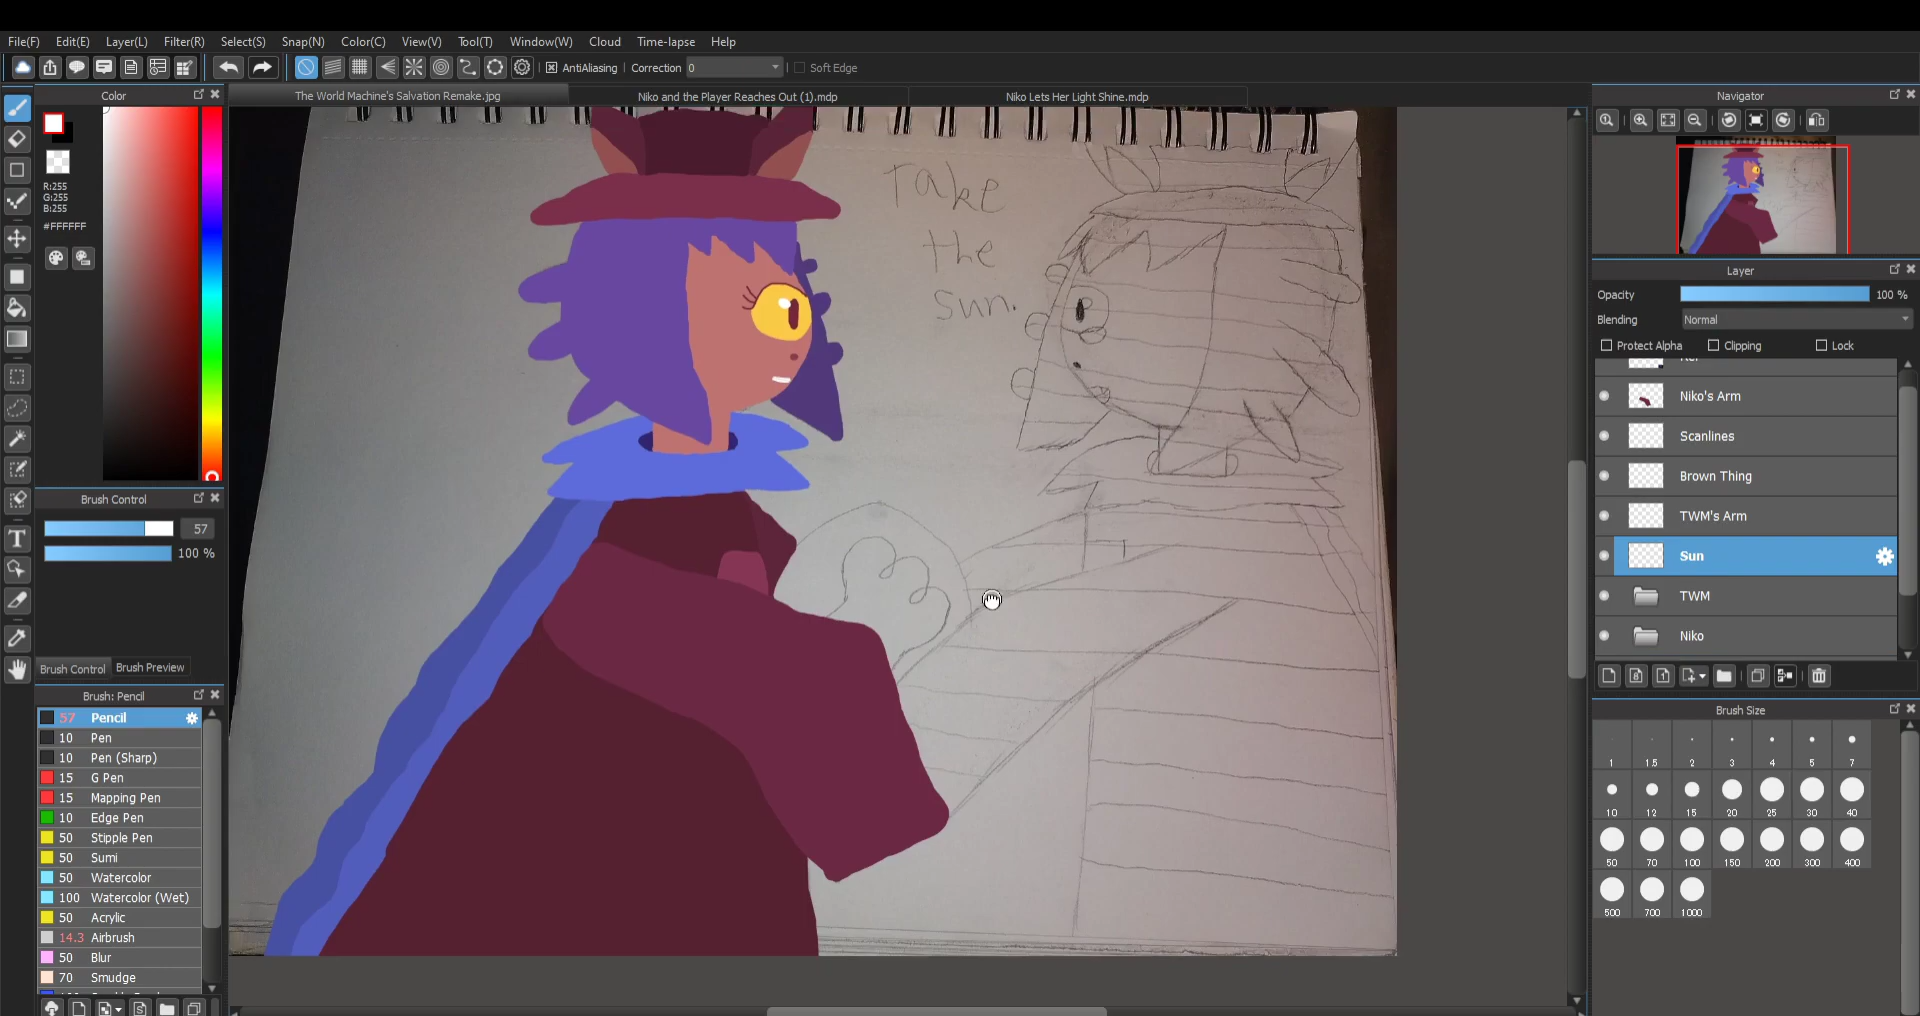 File(F) Edit(E) Layer(L) Filter(R) Select(S) Snap(N) Color(C) View(V) Tool(T) Window(W) Cloud Time-lapse Help
AntiAliasing Correction 0 Soft Edge
Color
R:255
G:255
B:255
#FFFFFF
Brush Control
57
100 %
Brush Control Brush Preview
Brush: Pencil
57 Pencil
10 Pen
10 Pen (Sharp)
15 G Pen
15 Mapping Pen
10 Edge Pen
50 Stipple Pen
50 Sumi
50 Watercolor
100 Watercolor (Wet)
50 Acrylic
14.3 Airbrush
50 Blur
70 Smudge
The World Machine's Salvation Remake.jpg Niko and the Player Reaches Out (1).mdp Niko Lets Her Light Shine.mdp
Take
the
sun.
Navigator
Layer
Opacity 100 %
Blending Normal
Protect Alpha Clipping Lock
Niko's Arm
Scanlines
Brown Thing
TWM's Arm
Sun
TWM
Niko
Brush Size
1 1.5 2 3 4 5 7
10 12 15 20 25 30 40
50 70 100 150 200 300 400
500 700 1000